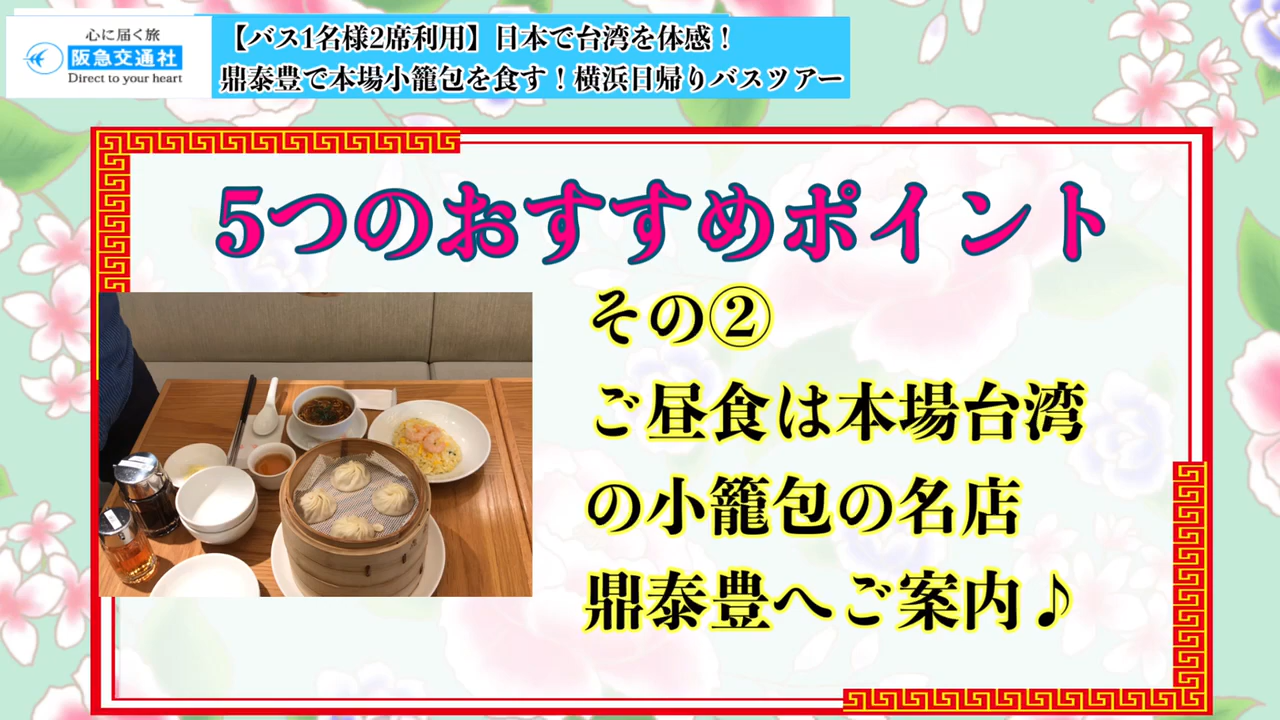 心に届く旅
阪急交通社
Direct to your heart
【バス1名様2席利用】日本で台湾を体感！
鼎泰豊で本場小籠包を食す！横浜日帰りバスツアー
5つのおすすめポイント
その②
ご昼食は本場台湾
の小籠包の名店
鼎泰豊へご案内♪